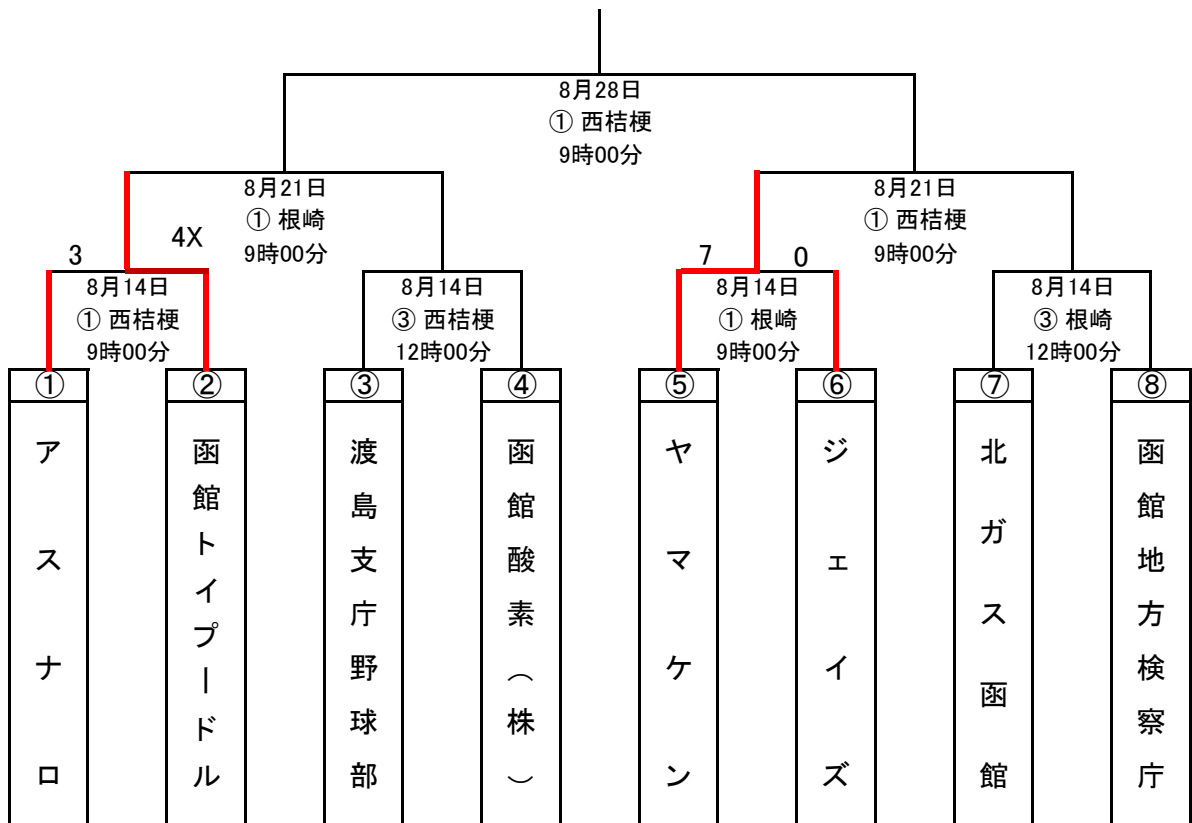 8月28日
① 西桔梗
9時00分
8月21日
① 根崎
9時00分
8月21日
① 西桔梗
9時00分
3
4X
7
0
8月14日
① 西桔梗
9時00分
8月14日
③ 西桔梗
12時00分
8月14日
① 根崎
9時00分
8月14日
③ 根崎
12時00分
①
アスナロ
②
函館トイプードル
③
渡島支庁野球部
④
函館酸素(株)
⑤
ヤマケン
⑥
ジェイズ
⑦
北ガス函館
⑧
函館地方検察庁